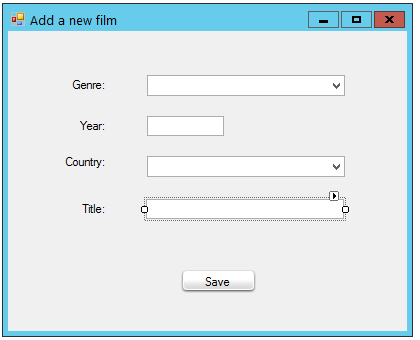 Add a new film
Genre:
Year:
Country:
Title:
Save